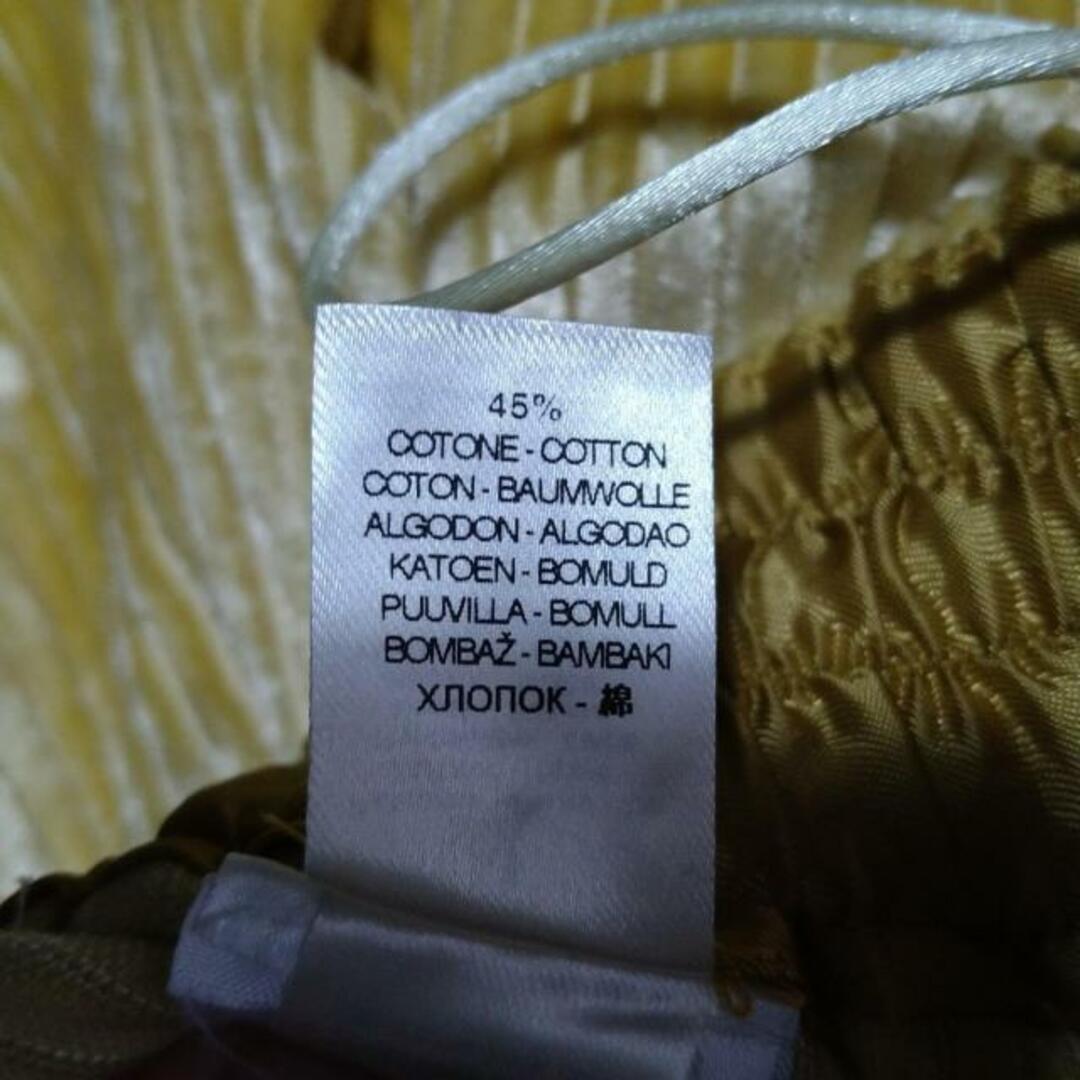 45%
COTONE - COTTON
COTON - BAUMWOLLE
ALGODON - ALGODAO
KATOEN - BOMULD
PUUVILLA - BOMULL
BOMBAŽ - BAMBAKI
ХЛОПОК - 綿